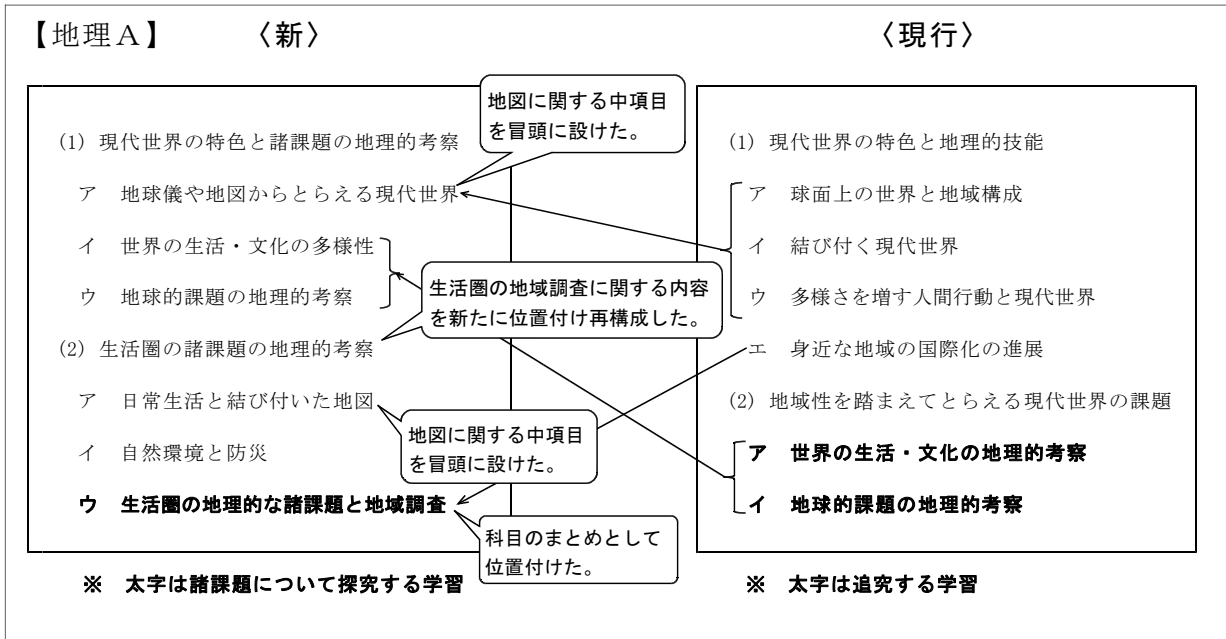 【地理Ａ】 〈新〉
地図に関する中項目
を冒頭に設けた。
(1) 現代世界の特色と諸課題の地理的考察
ア 地球儀や地図からとらえる現代世界
イ 世界の生活・文化の多様性
ウ 地球的課題の地理的考察
生活圏の地域調査に関する内容
を新たに位置付け再構成した。
(2) 生活圏の諸課題の地理的考察
ア 日常生活と結び付いた地図
地図に関する中項目
を冒頭に設けた。
イ 自然環境と防災
ウ 生活圏の地理的な諸課題と地域調査
科目のまとめとして
位置付けた。
※ 太字は諸課題について探究する学習
〈現行〉
(1) 現代世界の特色と地理的技能
ア 球面上の世界と地域構成
イ 結び付く現代世界
ウ 多様さを増す人間行動と現代世界
エ 身近な地域の国際化の進展
(2) 地域性を踏まえてとらえる現代世界の課題
ア 世界の生活・文化の地理的考察
イ 地球的課題の地理的考察
※ 太字は追究する学習